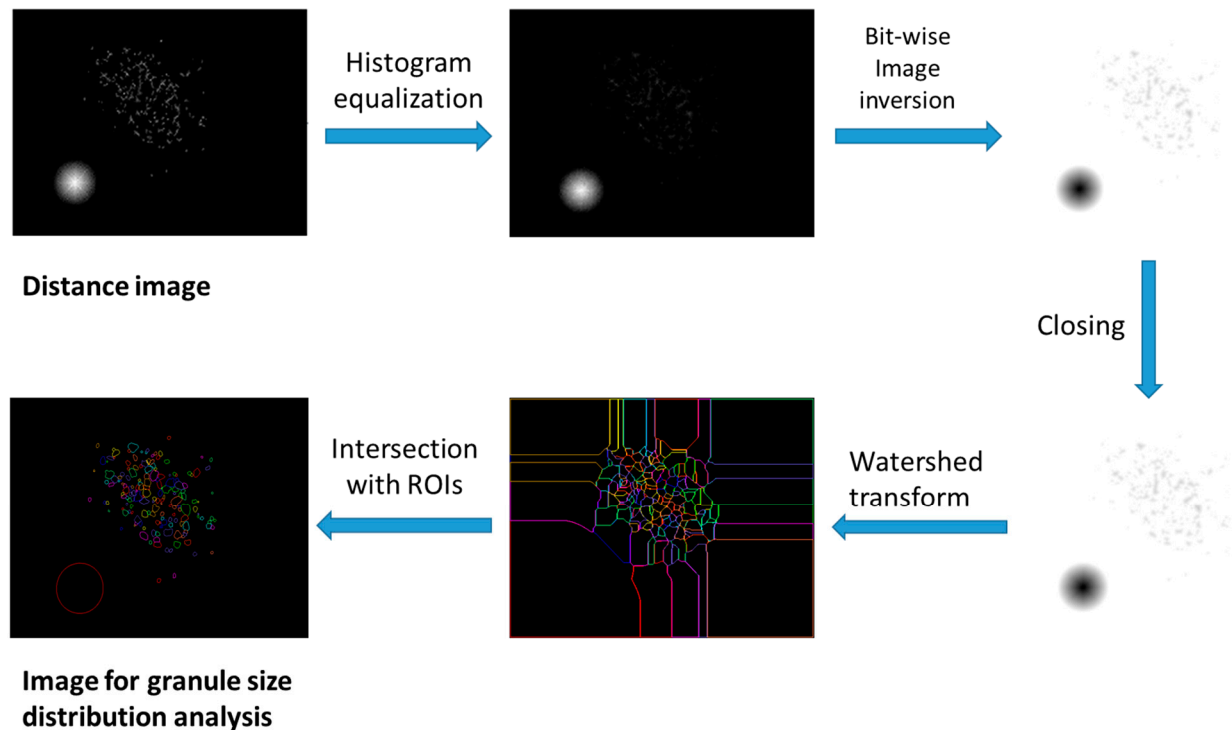 Histogram
equalization
Bit-wise
Image
inversion
Distance image
Closing
Watershed
transform
Intersection
with ROIs
Image for granule size
distribution analysis